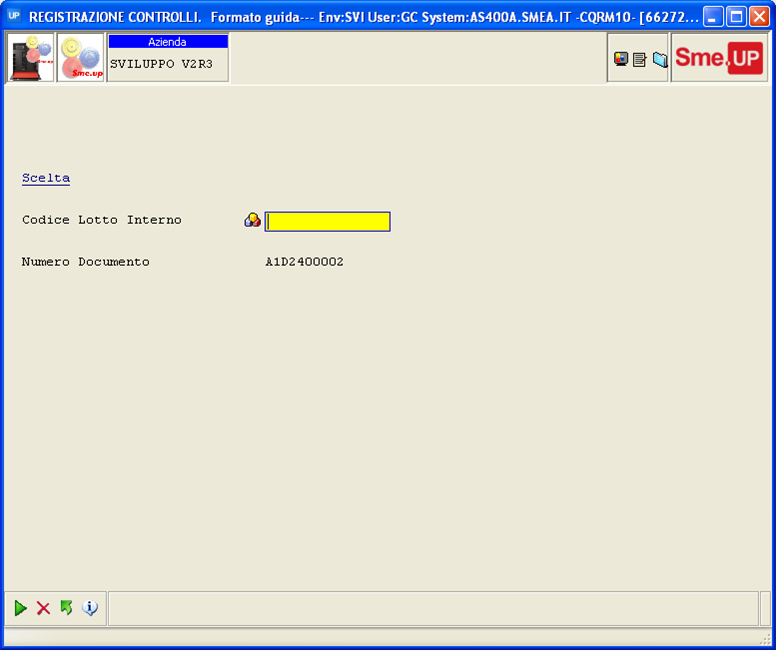 UP REGISTRAZIONE CONTROLLI. Formato guida--- Env:SVI User:GC System:AS400A.SMEA.IT -CQRM10- [66272...
Sme.up
Azienda
SVILUPPO V2R3
Sme.UP
Scelta
Codice Lotto Interno
Numero Documento A1D2400002